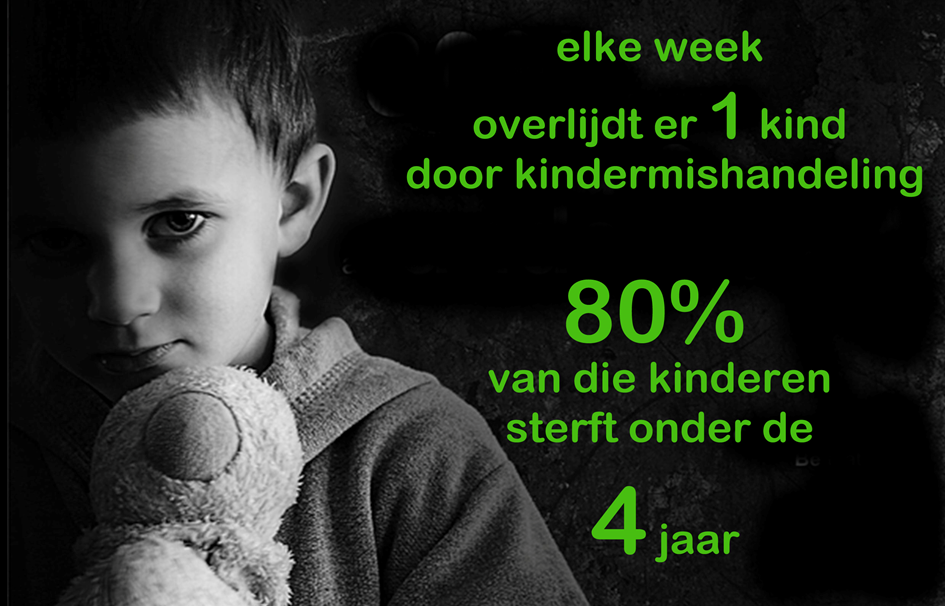 elke week
overlijdt er 1 kind
door kindermishandeling
80%
van die kinderen
sterft onder de
4 jaar